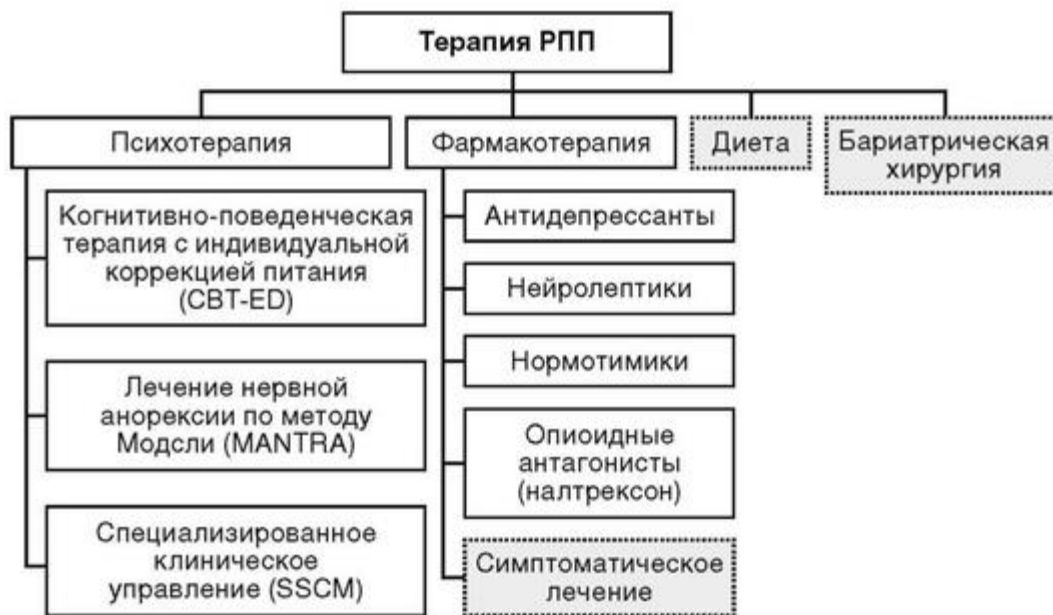 Терапия РПП
Психотерапия
Фармакотерапия
Диета
Бариатрическая
хирургия
Когнитивно-поведенческая
терапия с индивидуальной
коррекцией питания
(CBT-ED)
Лечение нервной
анорексии по методу
Модсли (MANTRA)
Специализированное
клиническое
управление (SSCM)
Антидепрессанты
Нейролептики
Нормотимики
Опиоидные
антагонисты
(налтрексон)
Симптоматическое
лечение